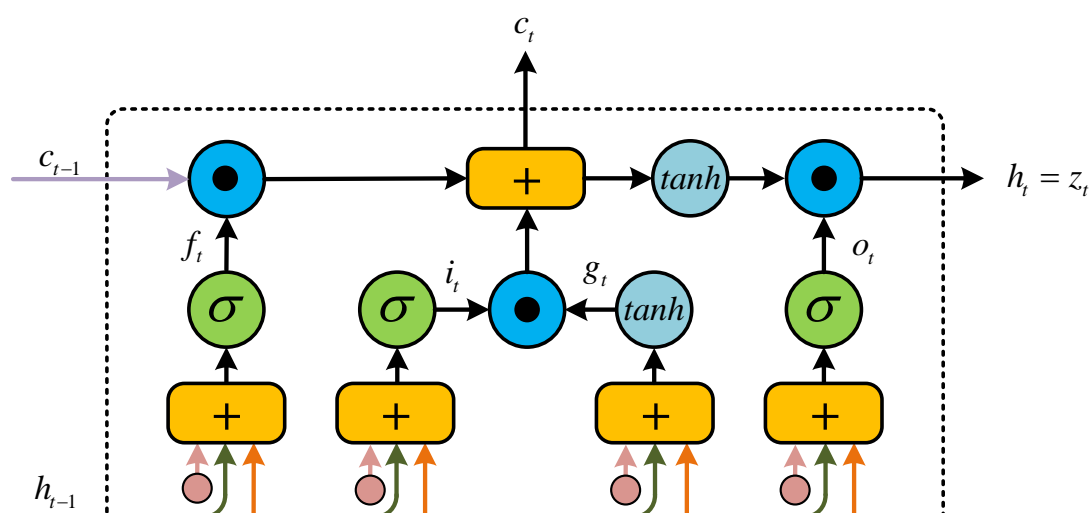 c_t
c_{t-1}
+
tanh
h_t = z_t
f_t
i_t
g_t
o_t
σ
σ
tanh
σ
+
+
+
+
h_{t-1}